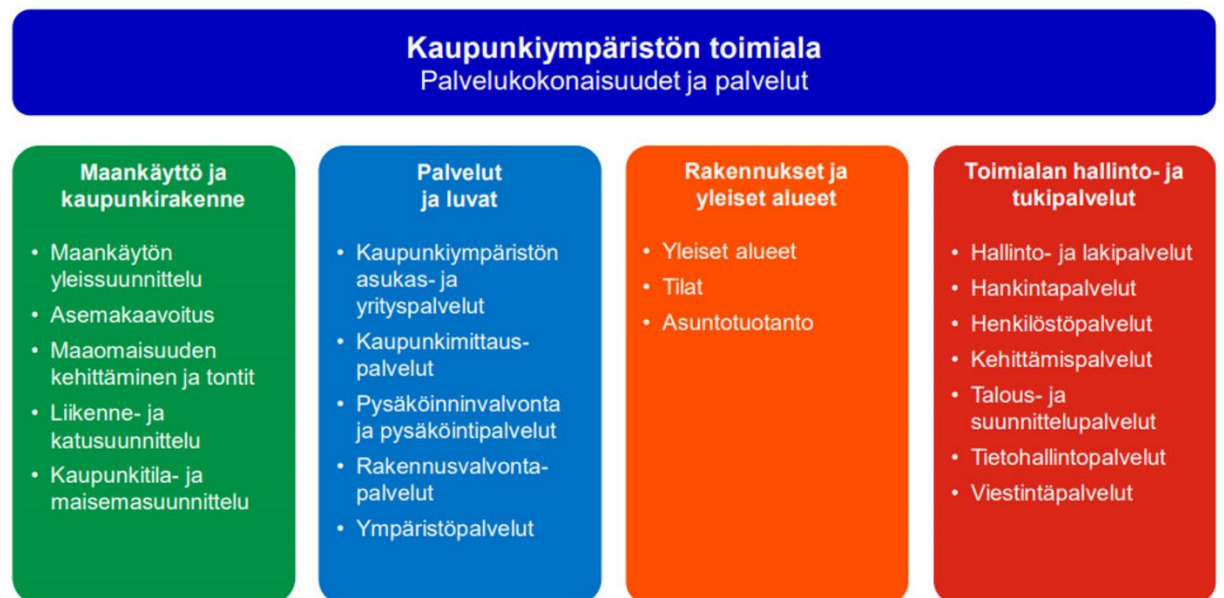 Kaupunkiympäristön toimiala
Palvelukokonaisuudet ja palvelut
Maankäyttö ja
kaupunkirakenne
• Maankäytön
yleissuunnittelu
• Asemakaavoitus
• Maaomaisuuden
kehittäminen ja tontit
• Liikenne- ja
katusuunnittelu
• Kaupunkitila- ja
maisemasuunnittelu
Palvelut
ja luvat
• Kaupunkiympäristön
asukas- ja
yrityspalvelut
• Kaupunkimittaus-
palvelut
• Pysäköinninvalvonta
ja pysäköintipalvelut
• Rakennusvalvonta-
palvelut
• Ympäristöpalvelut
Rakennukset ja
yleiset alueet
• Yleiset alueet
• Tilat
• Asuntotuotanto
Toimialan hallinto- ja
tukipalvelut
• Hallinto- ja lakipalvelut
• Hankintapalvelut
• Henkilöstöpalvelut
• Kehittämispalvelut
• Talous- ja
suunnittelupalvelut
• Tietohallintopalvelut
• Viestintäpalvelut